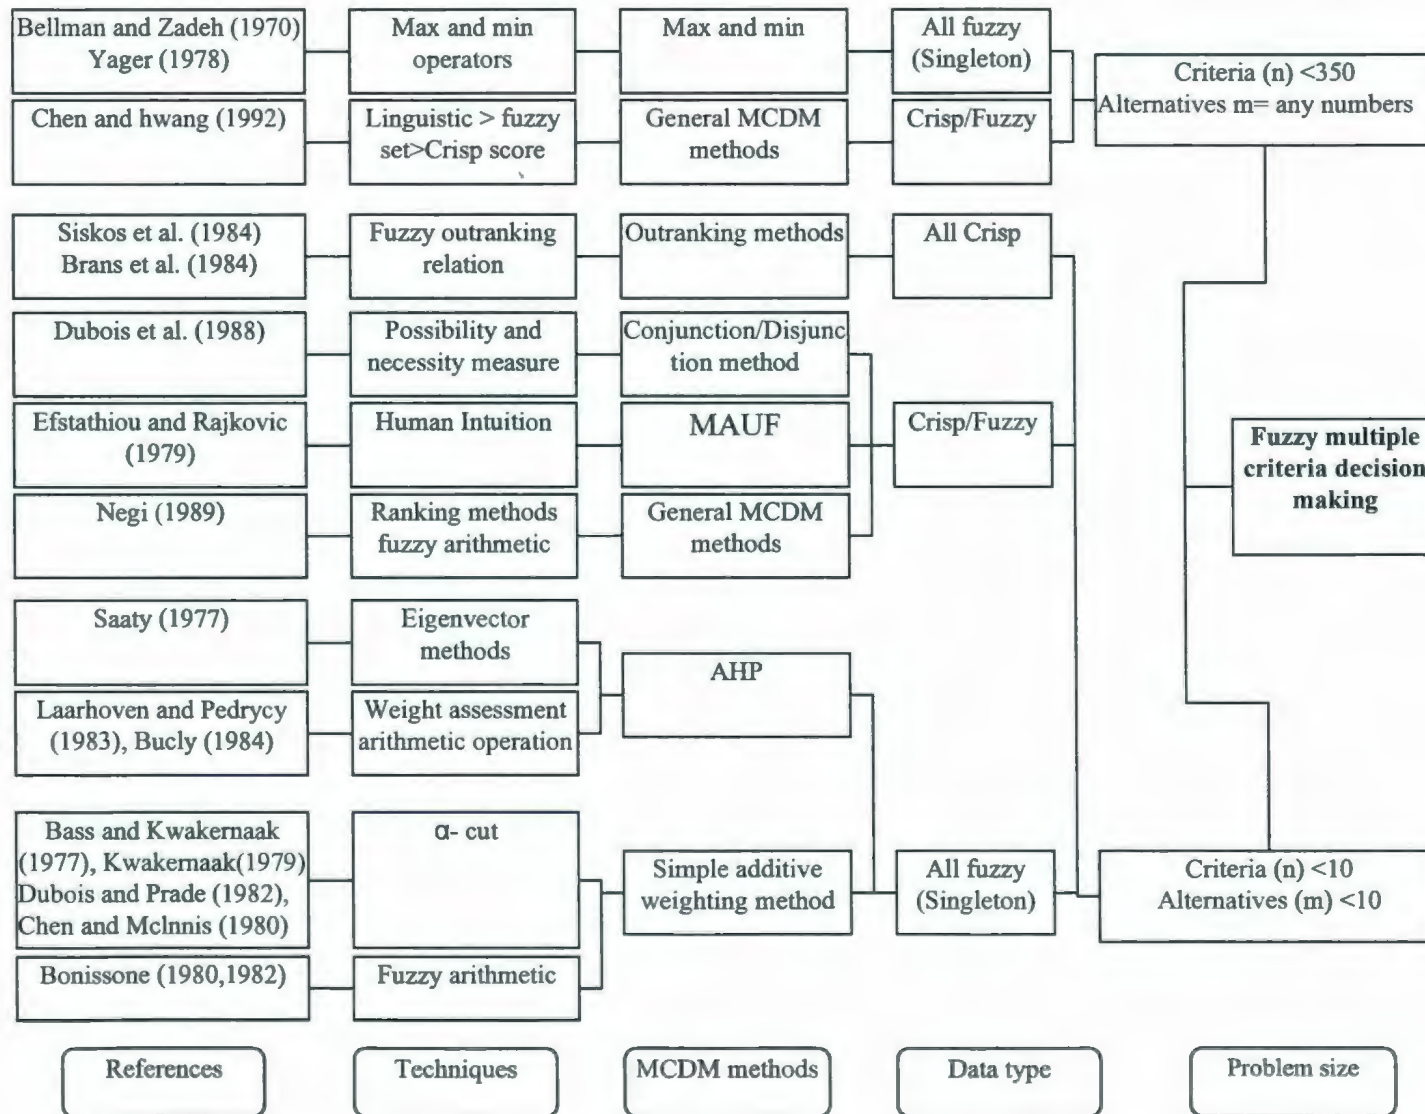 Bellman and Zadeh (1970)
Yager (1978)
Max and min
operators
Max and min
All fuzzy
(Singleton)
Criteria (n) <350
Alternatives m= any numbers
Chen and hwang (1992)
Linguistic > fuzzy
set>Crisp score
General MCDM
methods
Crisp/Fuzzy
Siskos et al. (1984)
Brans et al. (1984)
Fuzzy outranking
relation
Outranking methods
All Crisp
Dubois et al. (1988)
Possibility and
necessity measure
Conjunction/Disjunc
tion method
Efstathiou and Rajkovic
(1979)
Human Intuition
MAUF
Crisp/Fuzzy
Fuzzy multiple
criteria decision
making
Negi (1989)
Ranking methods
fuzzy arithmetic
General MCDM
methods
Saaty (1977)
Eigenvector
methods
AHP
Laarhoven and Pedrycy
(1983), Bucly (1984)
Weight assessment
arithmetic operation
Bass and Kwakernaak
(1977), Kwakernaak(1979)
Dubois and Prade (1982),
Chen and Mclnnis (1980)
α- cut
Simple additive
weighting method
All fuzzy
(Singleton)
Criteria (n) <10
Alternatives (m) <10
Bonissone (1980,1982)
Fuzzy arithmetic
References
Techniques
MCDM methods
Data type
Problem size